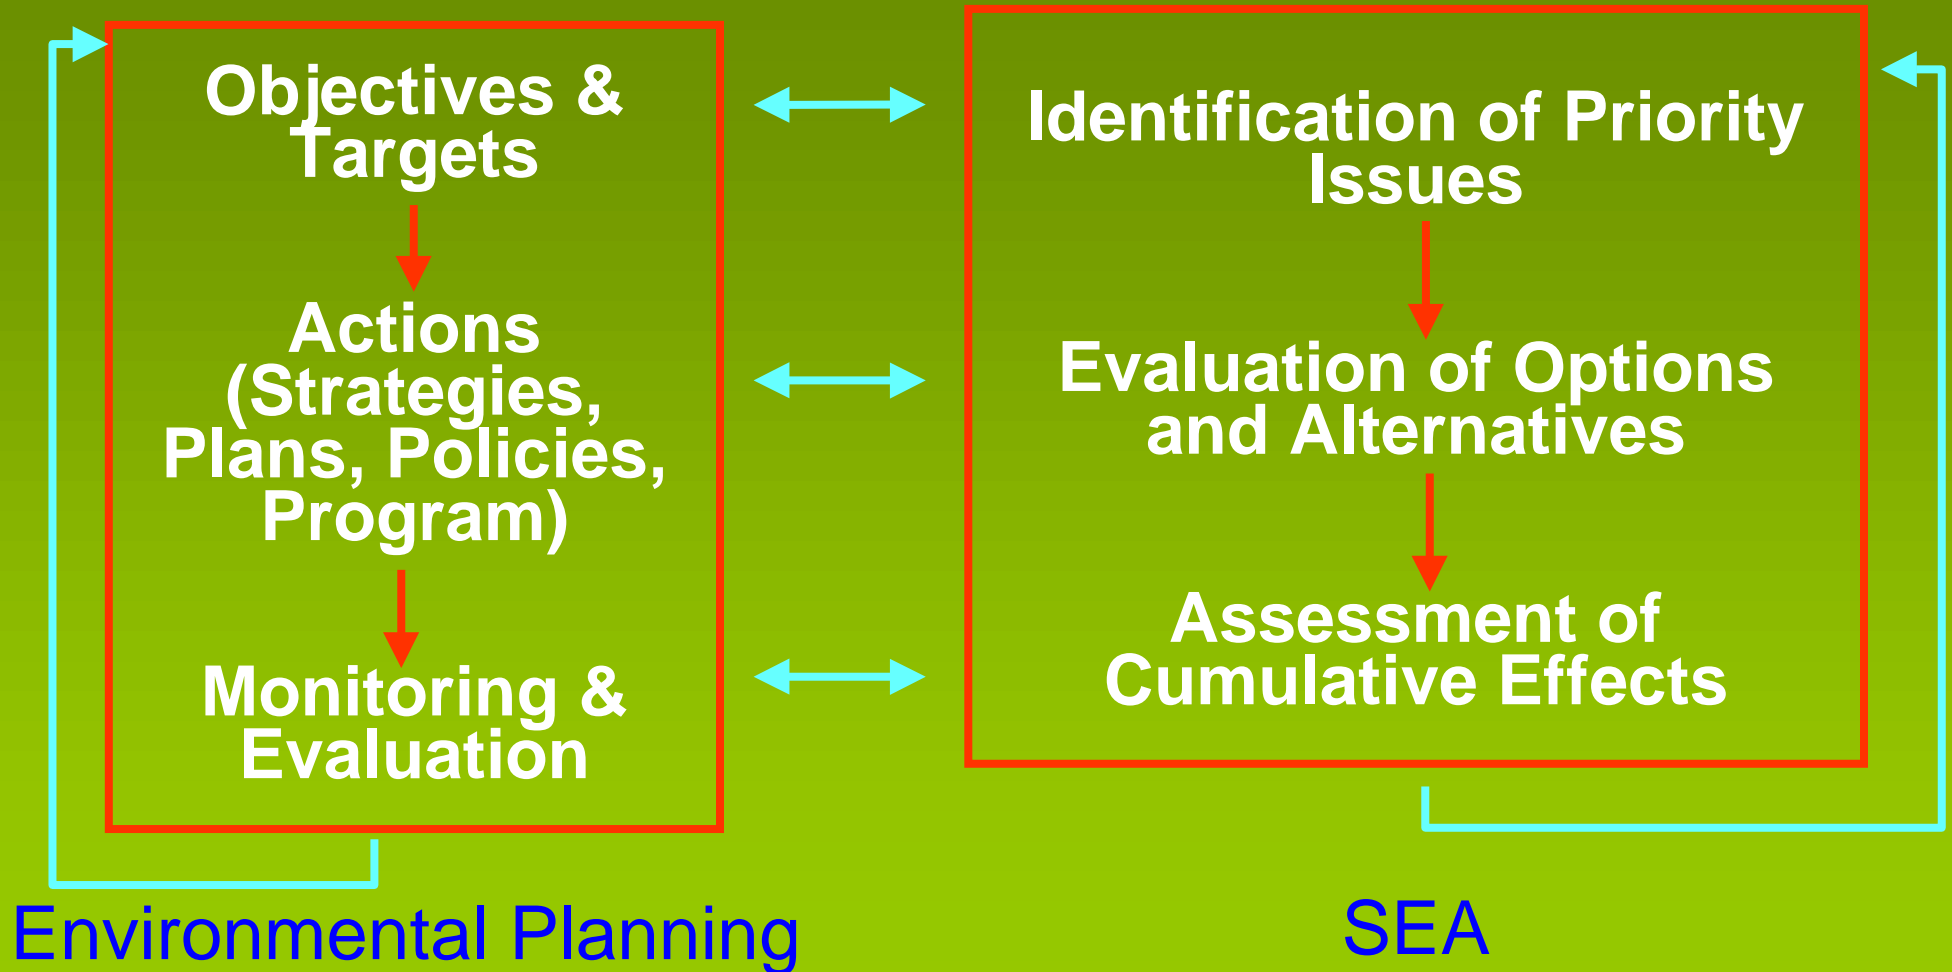 Objectives &
Targets
Actions
(Strategies,
Plans, Policies,
Program)
Monitoring &
Evaluation
Identification of Priority
Issues
Evaluation of Options
and Alternatives
Assessment of
Cumulative Effects
Environmental Planning
SEA